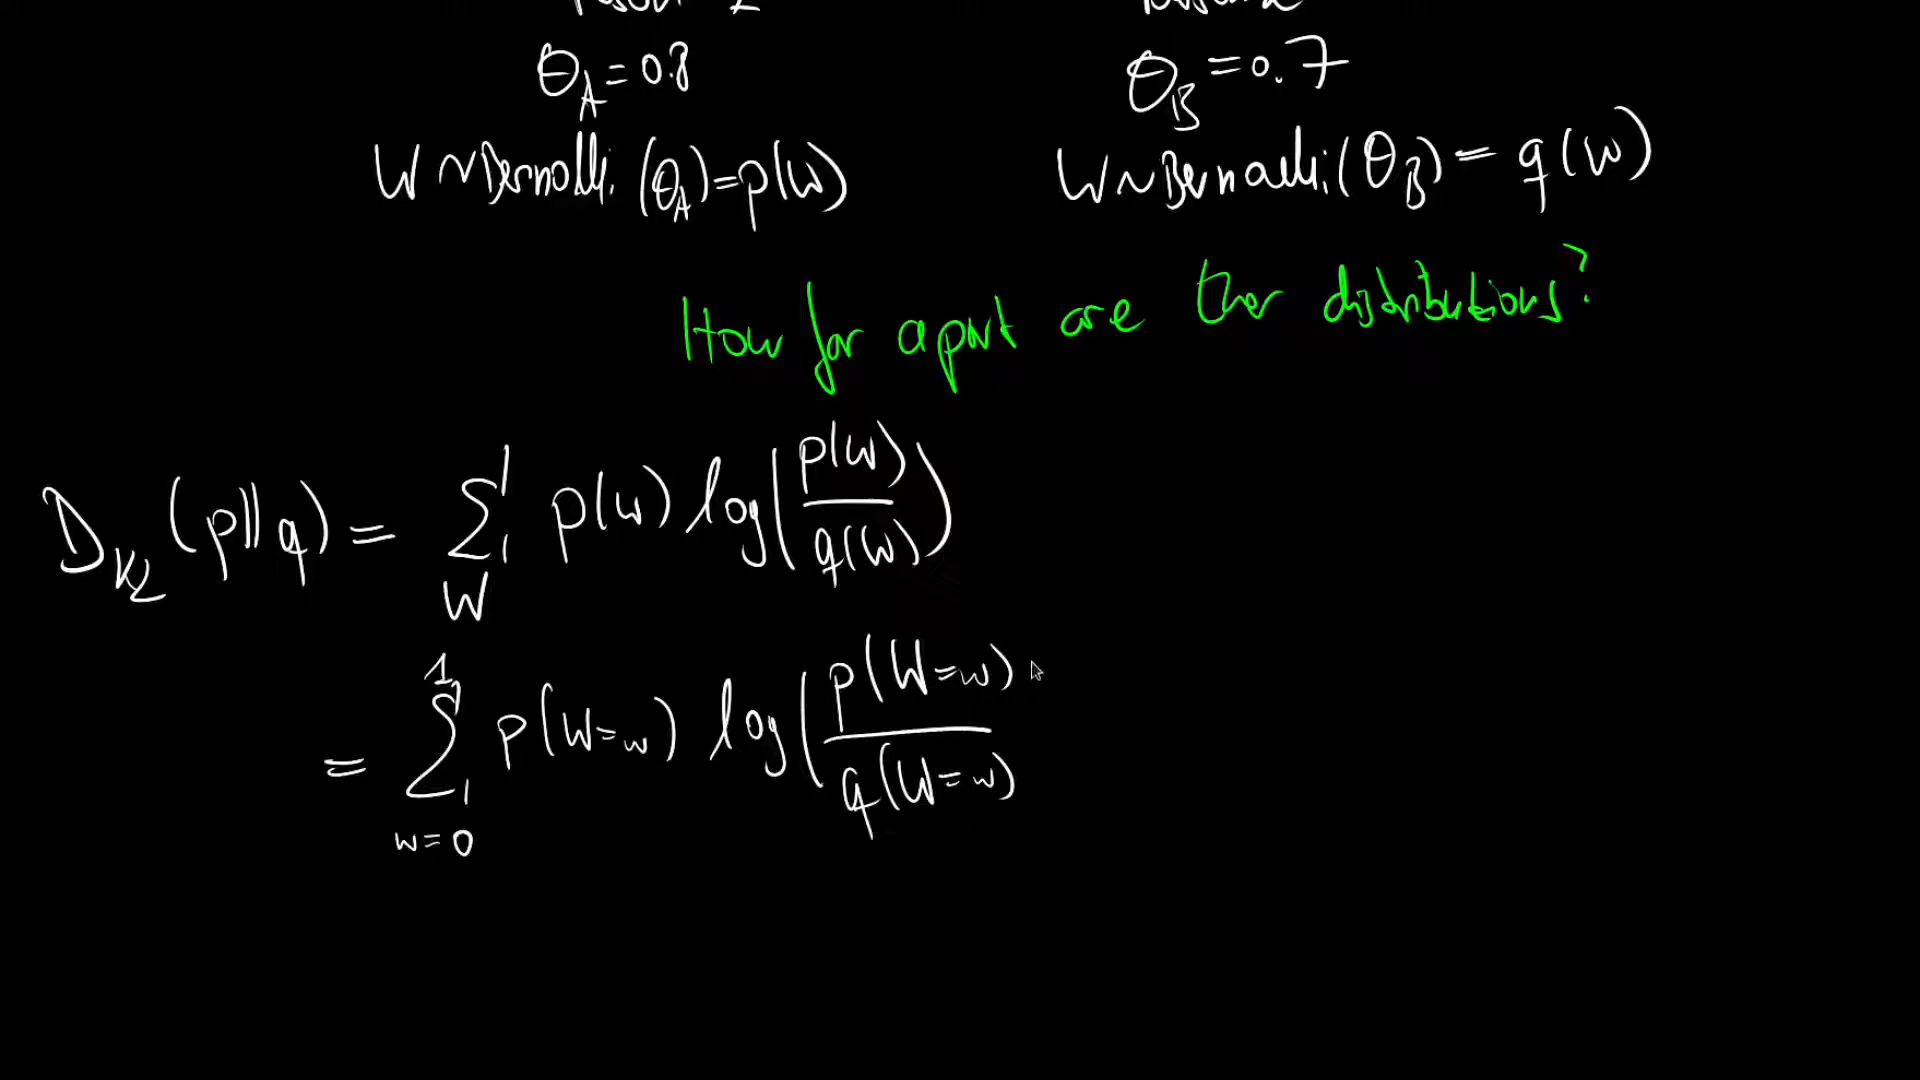 θ_A = 0.8
θ_B = 0.7
W ~ Bernoulli(θ_A) = p(W)
W ~ Bernoulli(θ_B) = q(W)
How far apart are the distributions?
D_KL(p||q) = Σ_W p(W) log(p(W)/q(W))
= Σ_{w=0}^{1} p(W=w) log(p(W=w)/q(W=w)